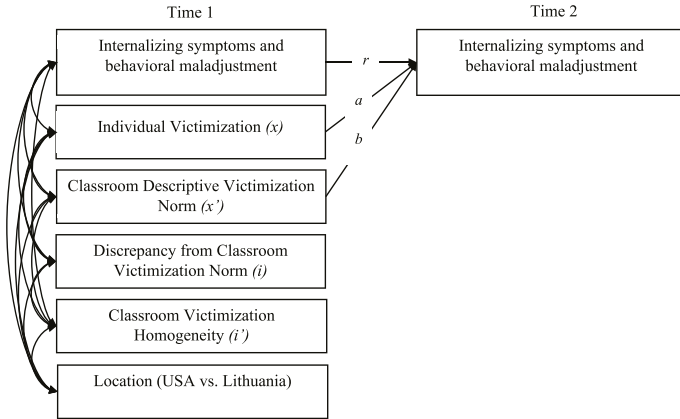 Time 1
Time 2
Internalizing symptoms and
behavioral maladjustment
r
Internalizing symptoms and
behavioral maladjustment
a
Individual Victimization (x)
b
Classroom Descriptive Victimization
Norm (x’)
Discrepancy from Classroom
Victimization Norm (i)
Classroom Victimization
Homogeneity (i’)
Location (USA vs. Lithuania)